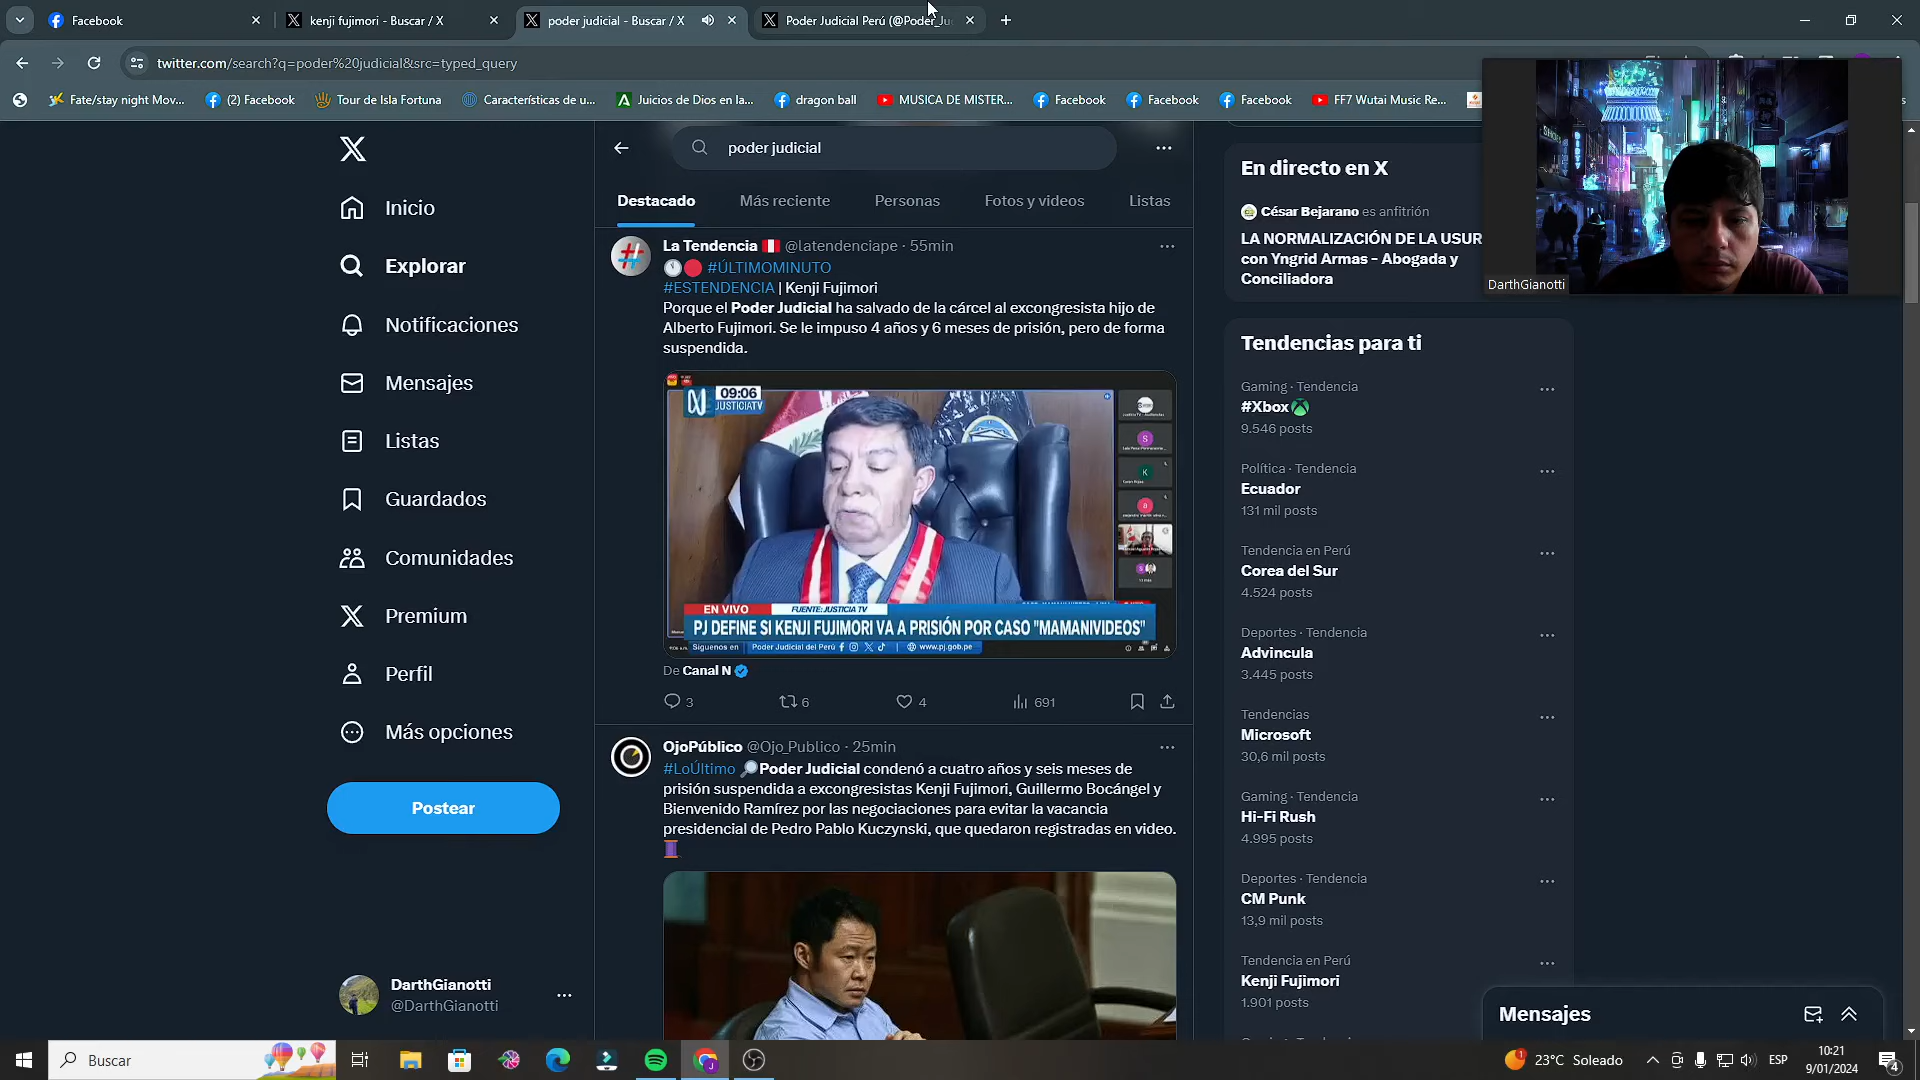 Facebook
kenji fujimori - Buscar / X
poder judicial - Buscar / X
Poder Judicial Perú (@Poder_Ju
twitter.com/search?q=poder%20judicial&src=typed_query
Fate/stay night Mov...
(2) Facebook
Tour de Isla Fortuna
Características de u...
Juicios de Dios en la...
dragon ball
MUSICA DE MISTER...
Facebook
Facebook
Facebook
FF7 Wutai Music Re...
DarthGianotti
Inicio
Explorar
Notificaciones
Mensajes
Listas
Guardados
Comunidades
Premium
Perfil
Más opciones
Postear
DarthGianotti
@DarthGianotti
poder judicial
Destacado
Más reciente
Personas
Fotos y videos
Listas
La Tendencia 🇵🇪 @latendenciape · 55min
#ÚLTIMOMINUTO
#ESTENDENCIA | Kenji Fujimori
Porque el Poder Judicial ha salvado de la cárcel al excongresista hijo de
Alberto Fujimori. Se le impuso 4 años y 6 meses de prisión, pero de forma
suspendida.
09:06
JUSTICIATV
EN VIVO
FUENTE: JUSTICIA TV
PJ DEFINE SI KENJI FUJIMORI VA A PRISIÓN POR CASO "MAMANIVIDEOS"
Síguenos en Poder Judicial del Perú | www.pj.gob.pe
De Canal N
3
6
4
691
OjoPúblico @Ojo_Publico · 25min
#LoÚltimo 🔎Poder Judicial condenó a cuatro años y seis meses de
prisión suspendida a excongresistas Kenji Fujimori, Guillermo Bocángel y
Bienvenido Ramírez por las negociaciones para evitar la vacancia
presidencial de Pedro Pablo Kuczynski, que quedaron registradas en video.
En directo en X
César Bejarano es anfitrión
LA NORMALIZACIÓN DE LA USUR
con Yngrid Armas - Abogada y
Conciliadora
Tendencias para ti
Gaming · Tendencia
#Xbox
9.546 posts
Política · Tendencia
Ecuador
131 mil posts
Tendencia en Perú
Corea del Sur
4.524 posts
Deportes · Tendencia
Advincula
3.445 posts
Tendencias
Microsoft
30,6 mil posts
Gaming · Tendencia
Hi-Fi Rush
4.995 posts
Deportes · Tendencia
CM Punk
13,9 mil posts
Tendencia en Perú
Kenji Fujimori
1.901 posts
Mensajes
Buscar
23°C Soleado
ESP
10:21
9/01/2024
4